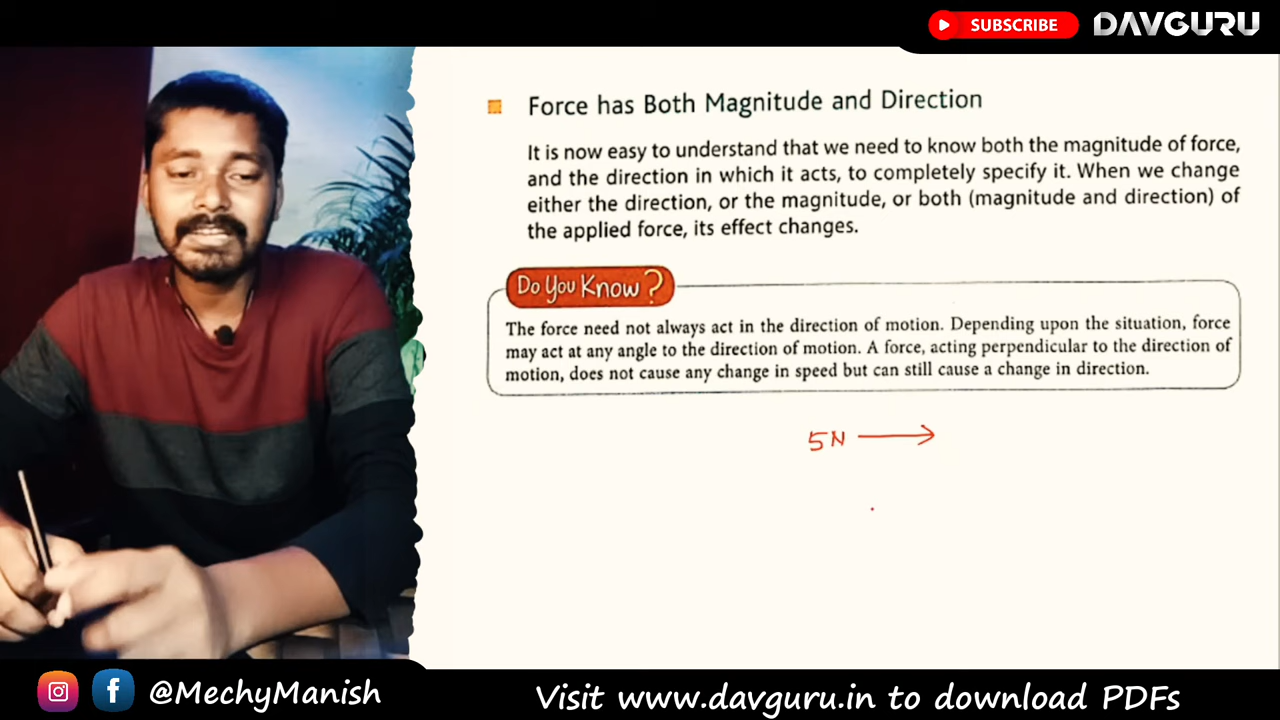 SUBSCRIBE DAVGURU
Force has Both Magnitude and Direction
It is now easy to understand that we need to know both the magnitude of force,
and the direction in which it acts, to completely specify it. When we change
either the direction, or the magnitude, or both (magnitude and direction) of
the applied force, its effect changes.
Do You Know?
The force need not always act in the direction of motion. Depending upon the situation, force
may act at any angle to the direction of motion. A force, acting perpendicular to the direction of
motion, does not cause any change in speed but can still cause a change in direction.
5N →
@MechyManish
Visit www.davguru.in to download PDFs